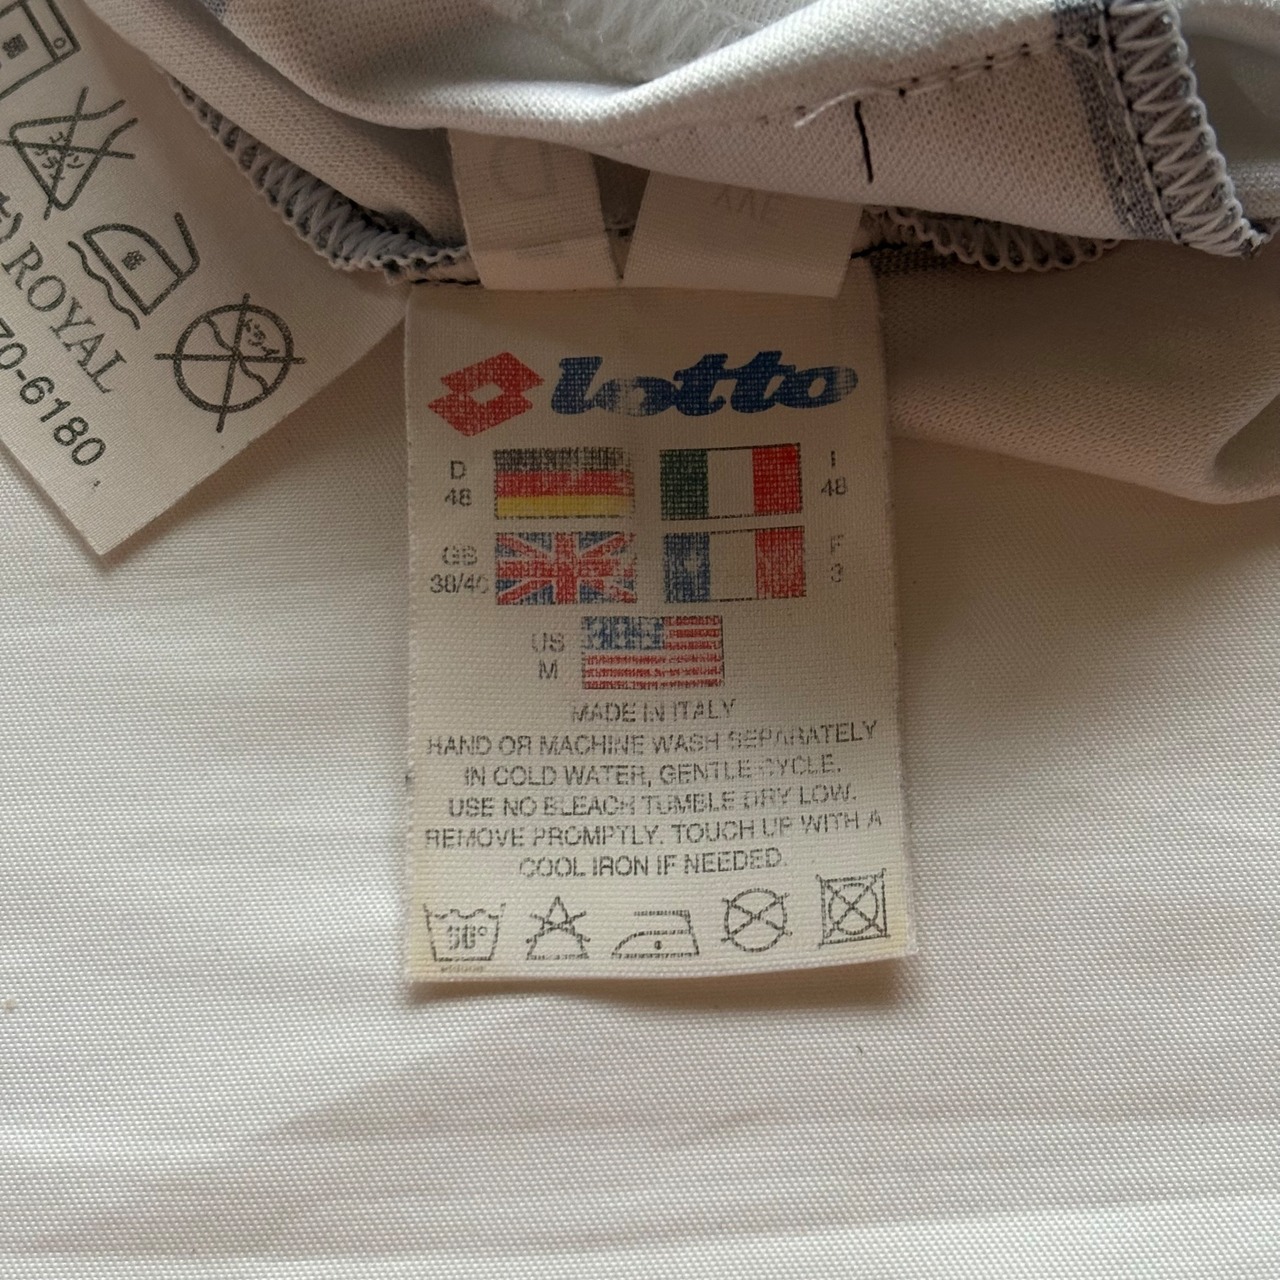 ROYAL
70-6180
lotto
D
48
I
48
GB
38/40
F
3
US
M
MADE IN ITALY
HAND OR MACHINE WASH SEPARATELY
IN COLD WATER, GENTLE CYCLE.
USE NO BLEACH TUMBLE DRY LOW.
REMOVE PROMPTLY. TOUCH UP WITH A
COOL IRON IF NEEDED.